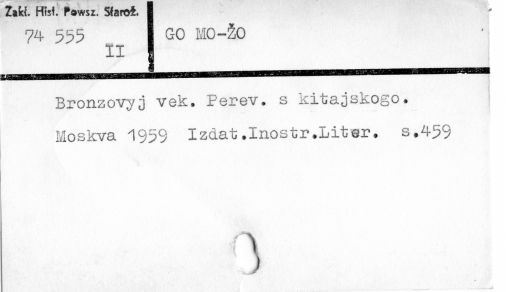 Zakł. Hist. Powsz. Staroż.
74 555
II
GO MO-ŽO
Bronzovyj vek. Perev. s kitajskogo.
Moskva 1959 Izdat.Inostr.Liter. s.459